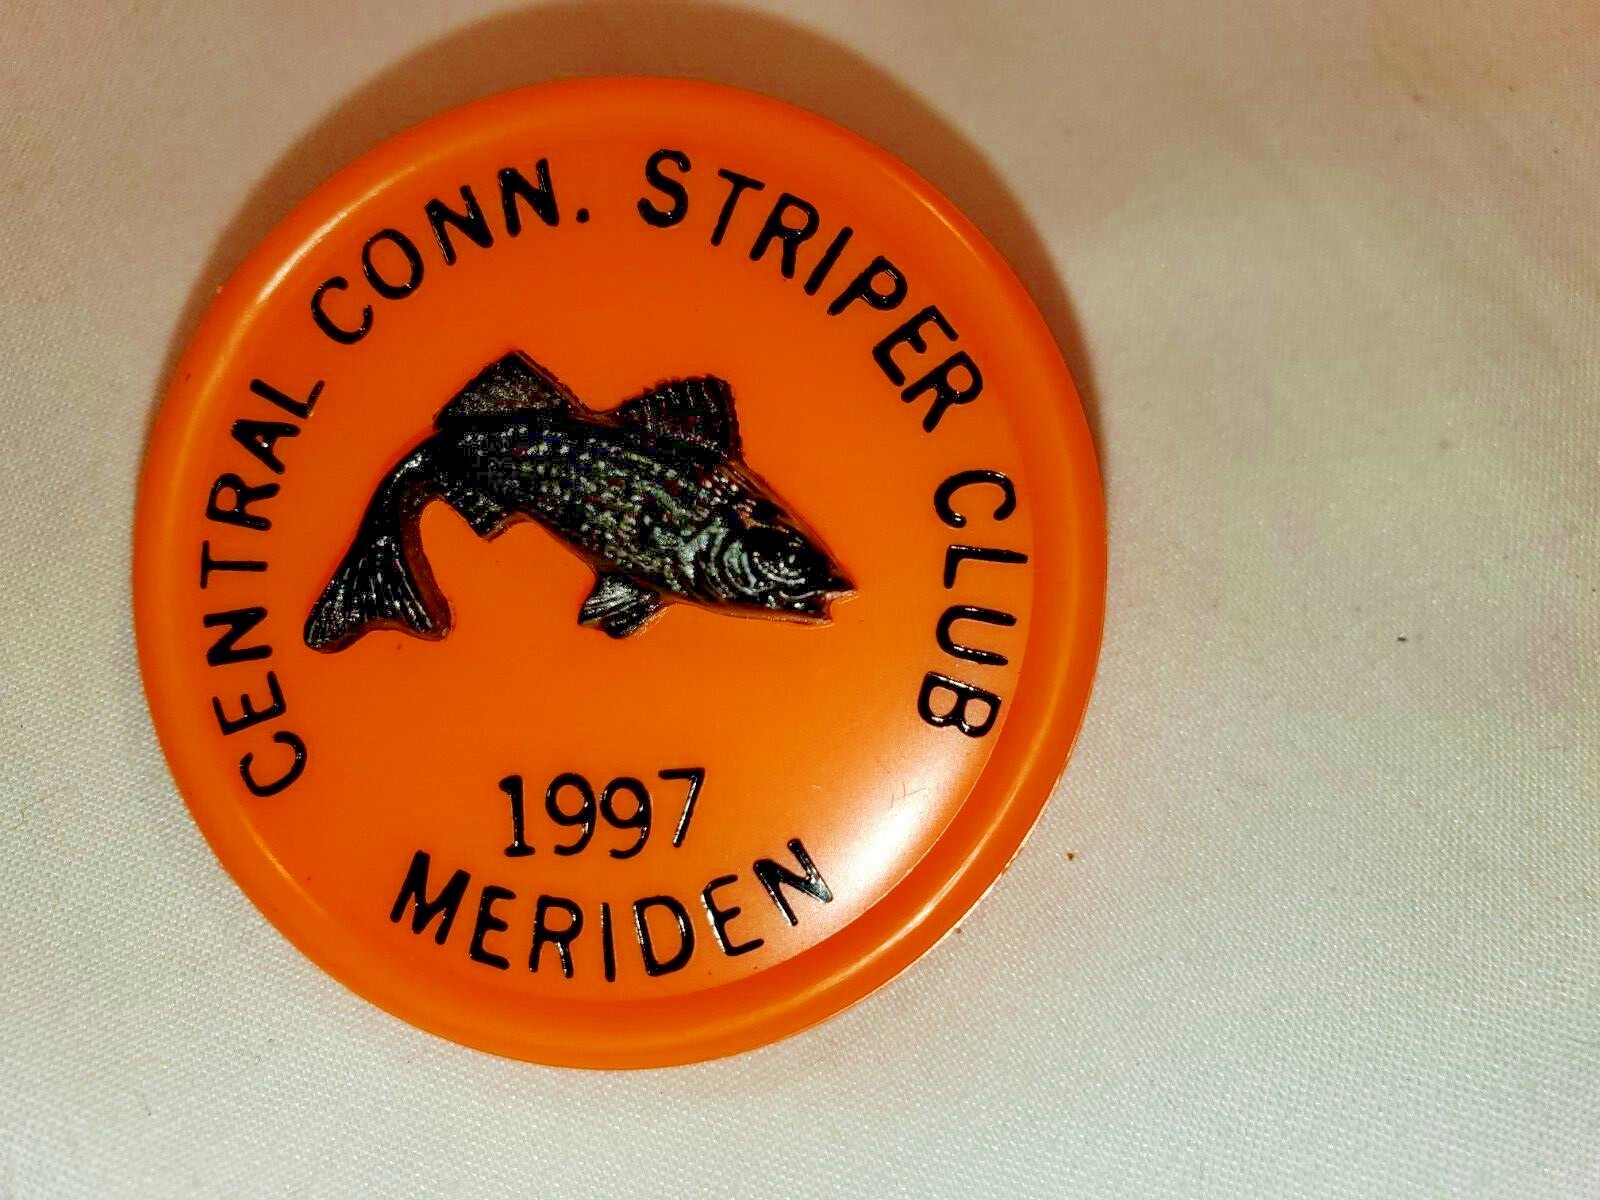 CENTRAL CONN. STRIPER CLUB
1997
MERIDEN